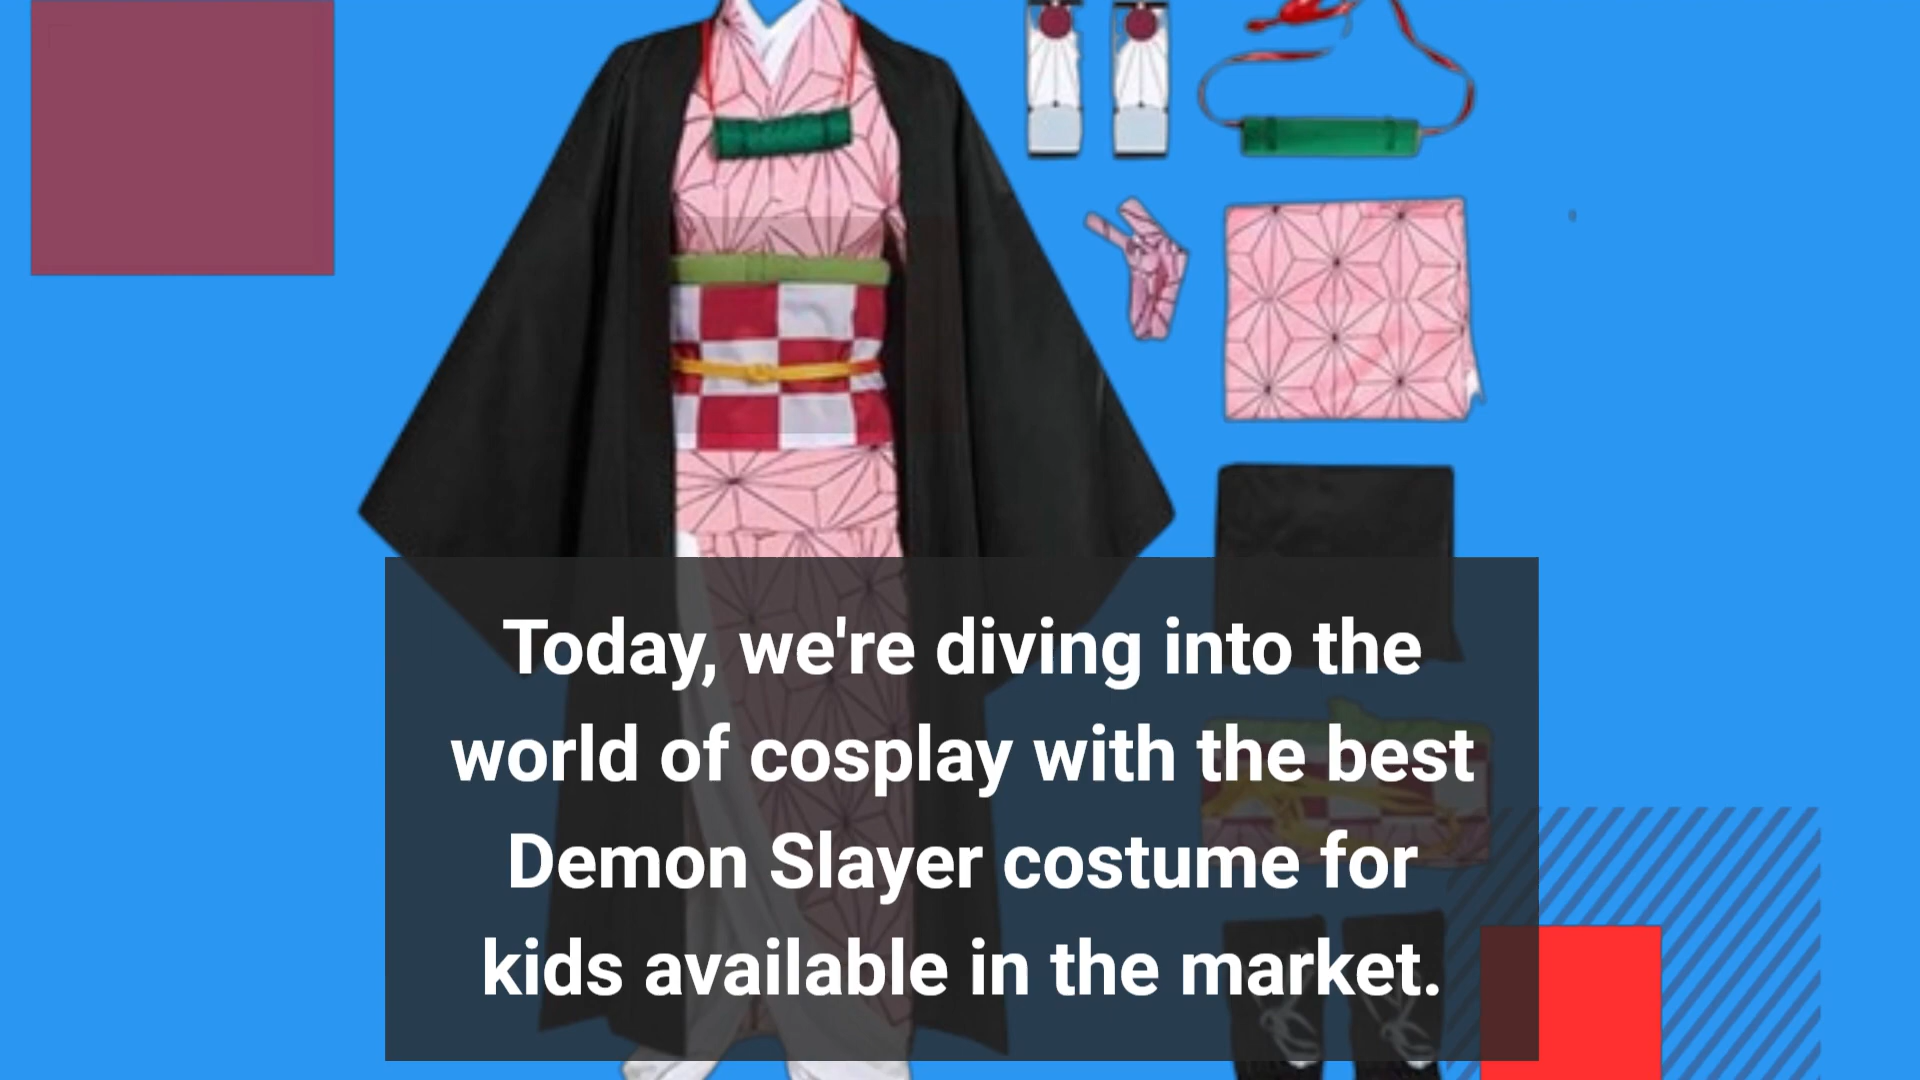 Today, we're diving into the
world of cosplay with the best
Demon Slayer costume for
kids available in the market.